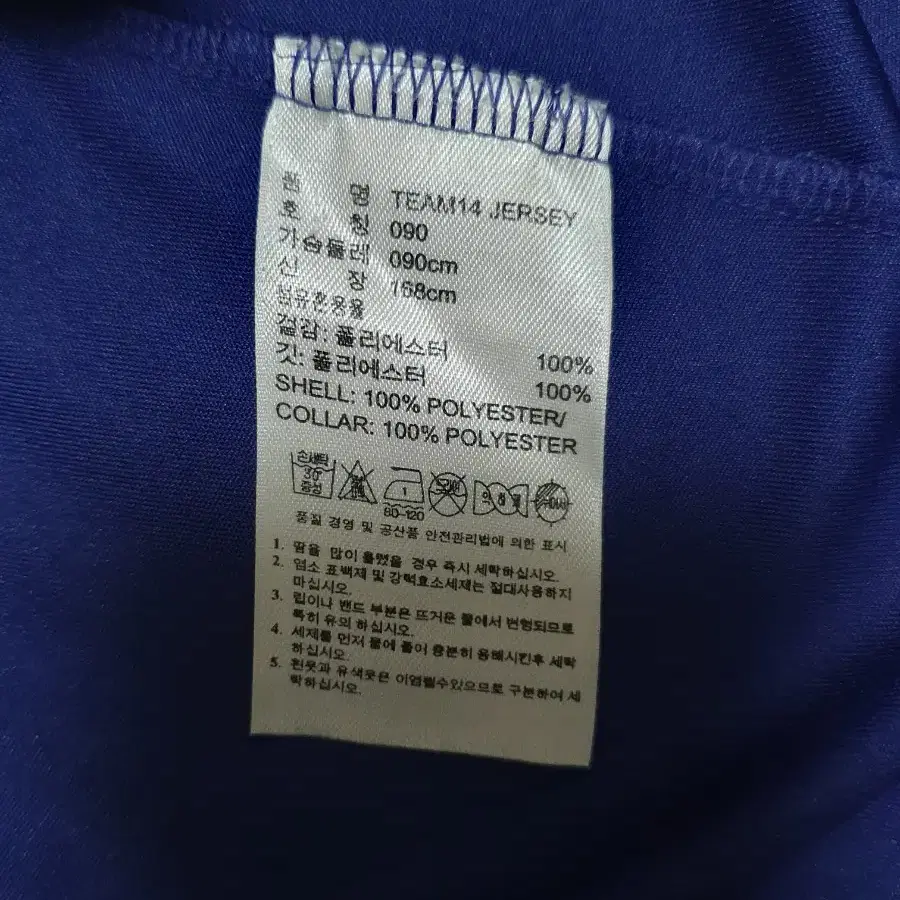 품 명 TEAM14 JERSEY
호 칭 090
가슴둘레 090cm
신 장 168cm
섬유혼용율
겉감: 폴리에스터 100%
깃: 폴리에스터 100%
SHELL: 100% POLYESTER/
COLLAR: 100% POLYESTER
손세탁
30°
중성
1
80-120
품질 경영 및 공산품 안전관리법에 의한 표시
1. 땀을 많이 흘렸을 경우 즉시 세탁하십시오.
2. 염소 표백제 및 강력효소세제는 절대사용하지
마십시오.
3. 립이나 밴드 부분은 뜨거운 물에서 변형되므로
특히 유의 하십시오.
4. 세제를 먼저 물에 풀어 충분히 용해시킨후 세탁
하십시오.
5. 흰옷과 유색옷은 이염될수있으므로 구분하여 세
탁하십시오.